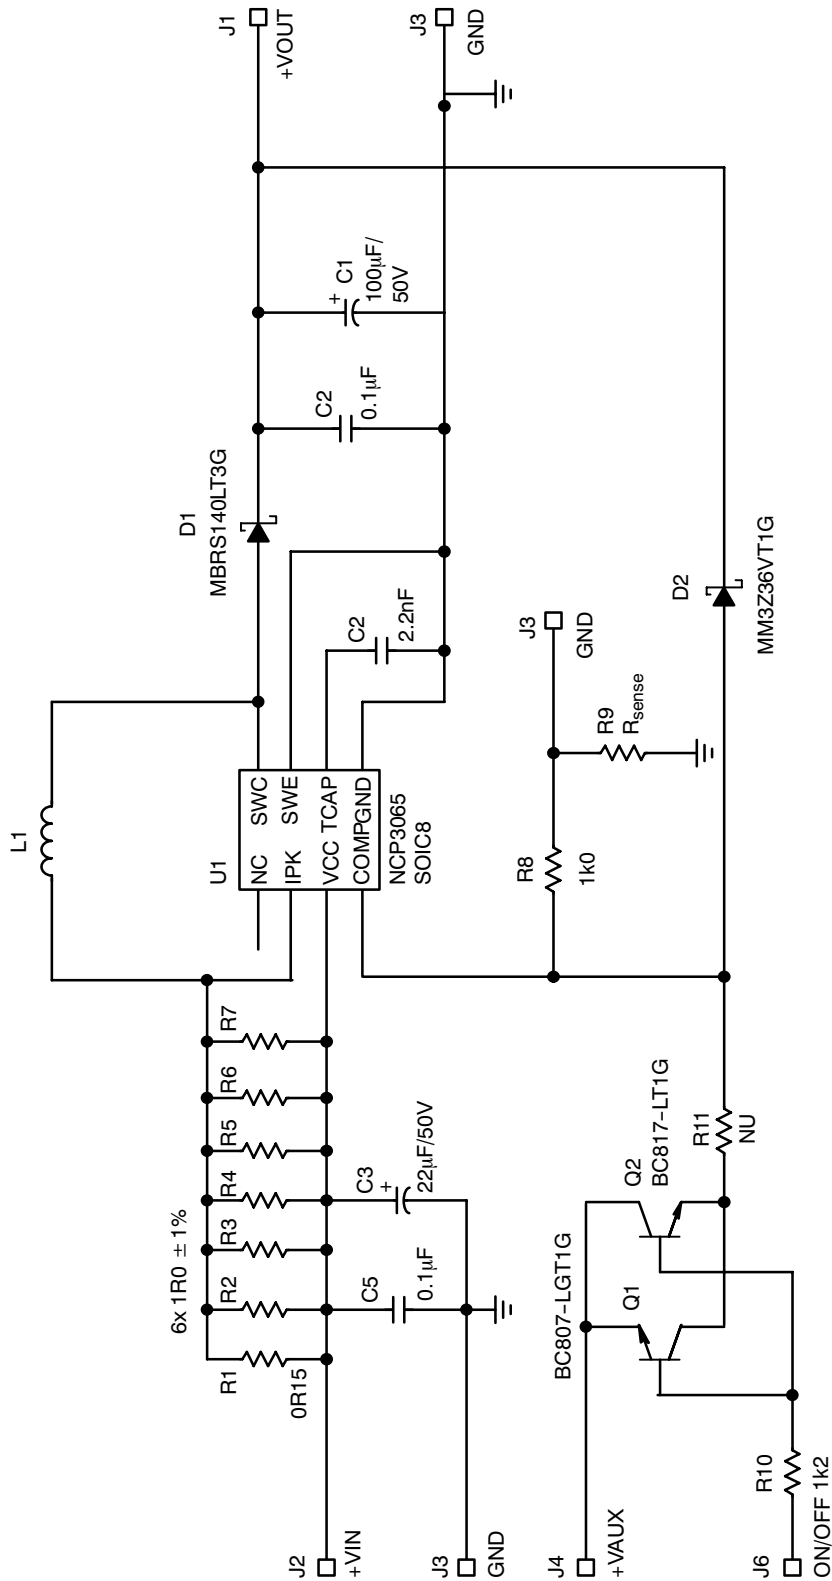 L1
6x 1R0 ± 1%
R1
R2
R3
R4
R5
R6
R7
0R15
J2
+VIN
C5
0.1µF
C3
+
22µF/50V
J3
GND
U1
NC
SWC
IPK
SWE
VCC
TCAP
COMP
GND
NCP3065
SOIC8
D1
MBRS140LT3G
C2
2.2nF
C2
0.1µF
+
C1
100µF/
50V
J1
+VOUT
J3
GND
R8
1k0
J3
GND
R9
Rsense
D2
MM3Z36VT1G
J4
+VAUX
BC807-LGT1G
Q1
Q2
BC817-LT1G
R11
NU
R10
J6
ON/OFF
1k2